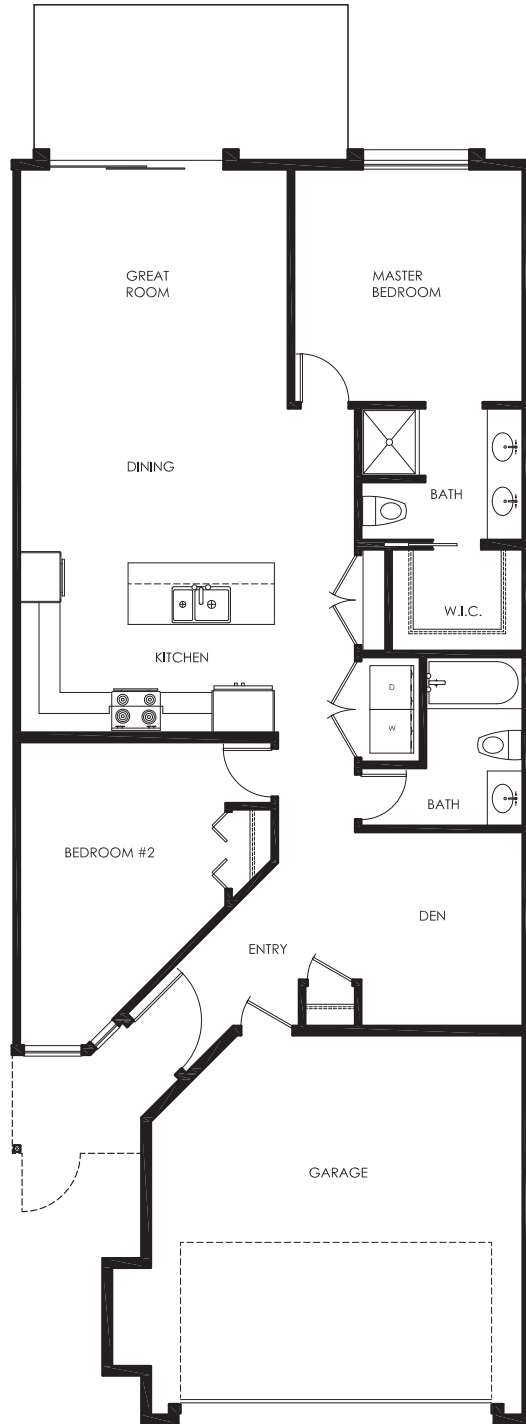 GREAT
ROOM
MASTER
BEDROOM
DINING
BATH
W.I.C.
KITCHEN
D
W
BATH
BEDROOM #2
DEN
ENTRY
GARAGE